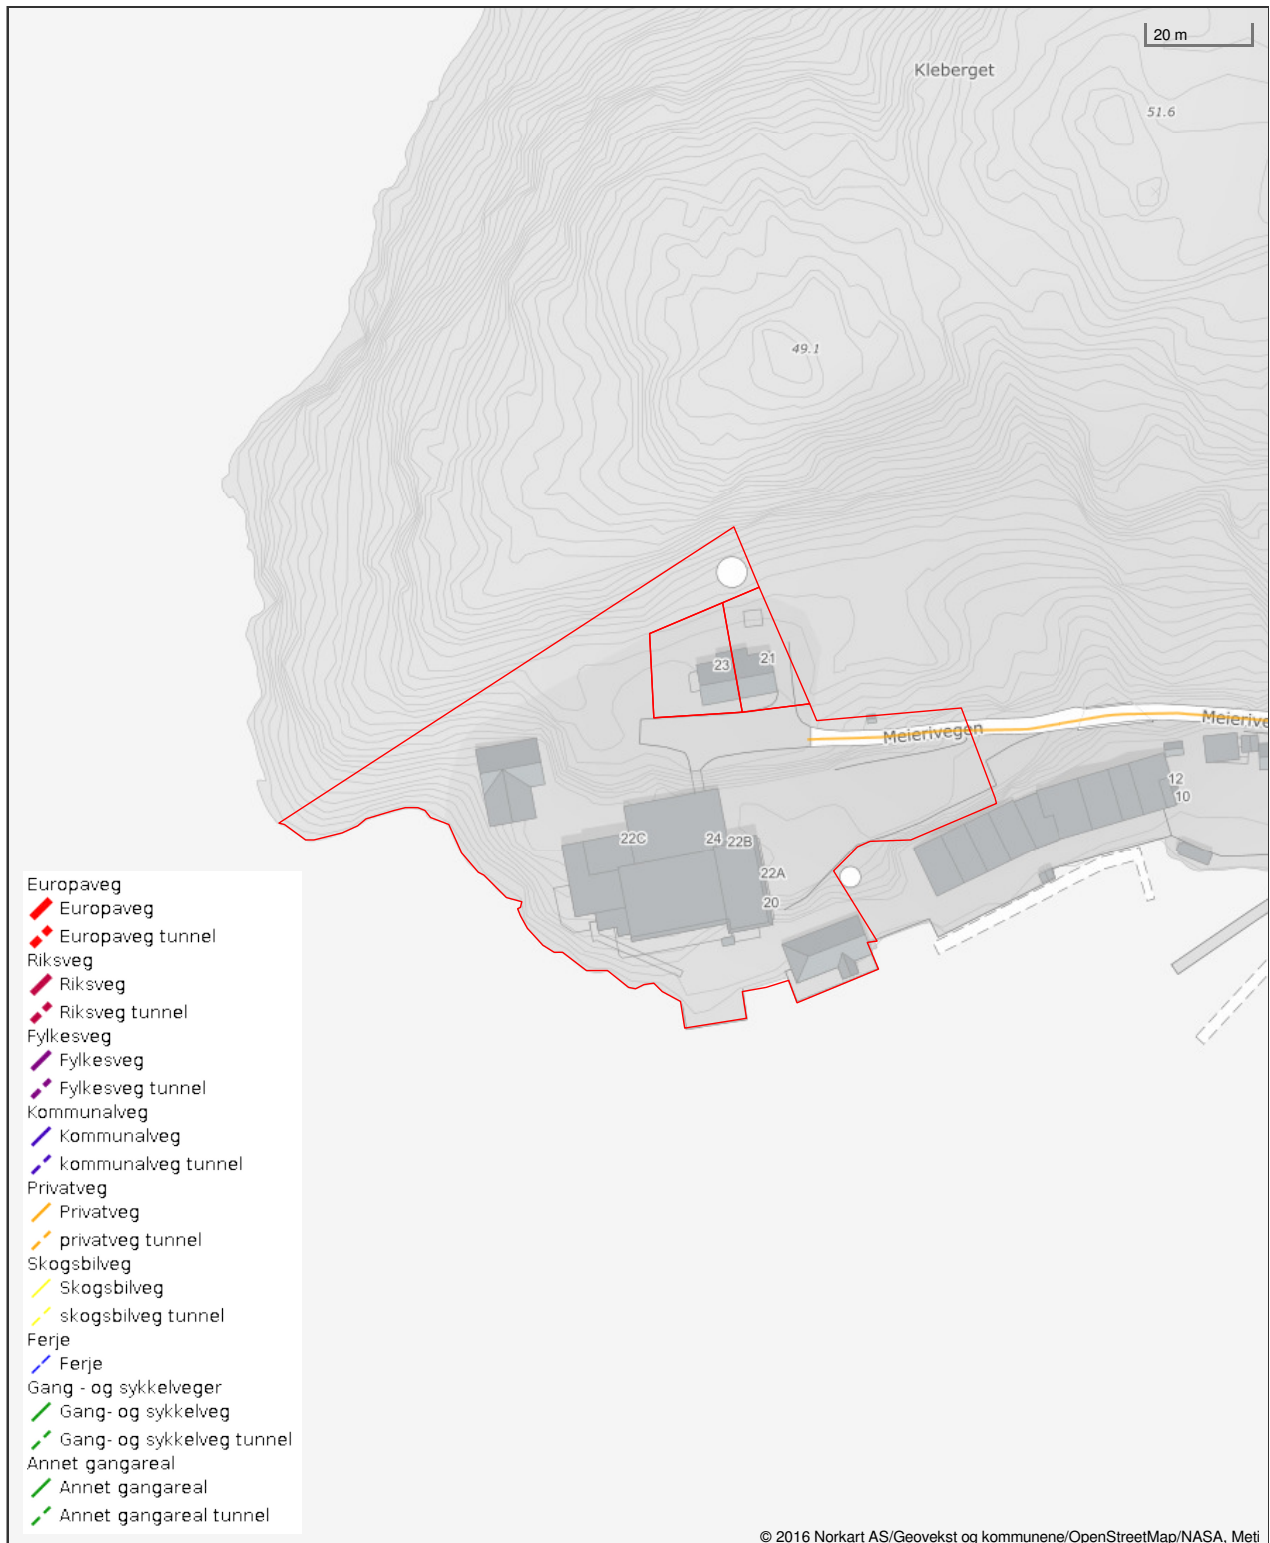 20 m
Kleberget
51.6
49.1
23
21
Meierivegen
Meierive
12
10
22C
24
22B
22A
20
Europaveg
Europaveg
Europaveg tunnel
Riksveg
Riksveg
Riksveg tunnel
Fylkesveg
Fylkesveg
Fylkesveg tunnel
Kommunalveg
Kommunalveg
kommunalveg tunnel
Privatveg
Privatveg
privatveg tunnel
Skogsbilveg
Skogsbilveg
skogsbilveg tunnel
Ferje
Ferje
Gang - og sykkelveger
Gang- og sykkelveg
Gang- og sykkelveg tunnel
Annet gangareal
Annet gangareal
Annet gangareal tunnel
© 2016 Norkart AS/Geovekst og kommunene/OpenStreetMap/NASA, Meti